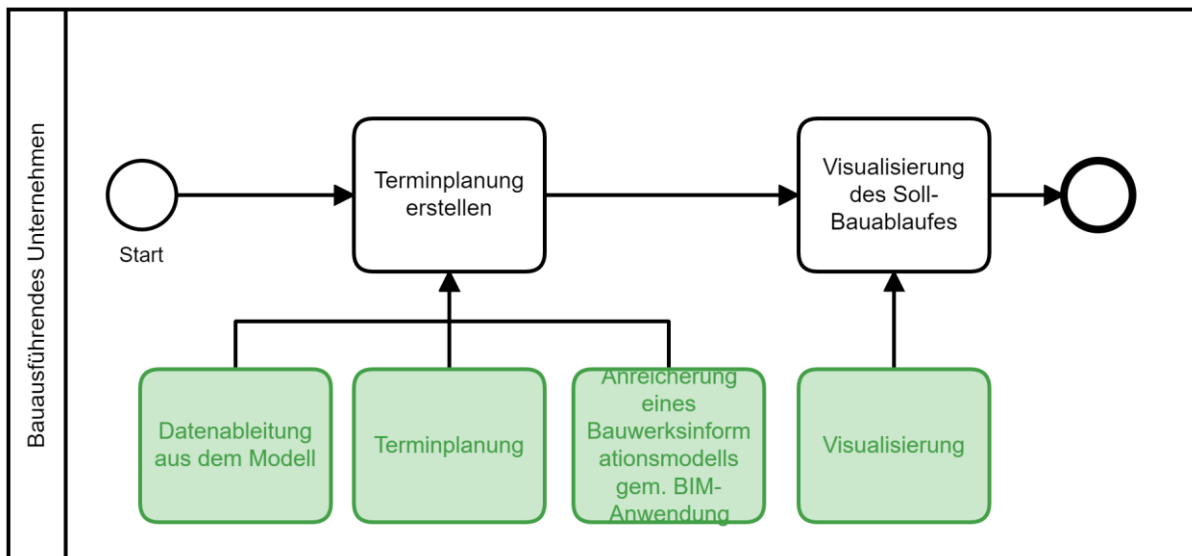 Bauausführendes Unternehmen
Start
Terminplanung
erstellen
Visualisierung
des Soll-
Bauablaufes
Datenableitung
aus dem Modell
Terminplanung
Anreicherung
eines
Bauwerksinform
ationsmodells
gem. BIM-
Anwendung
Visualisierung